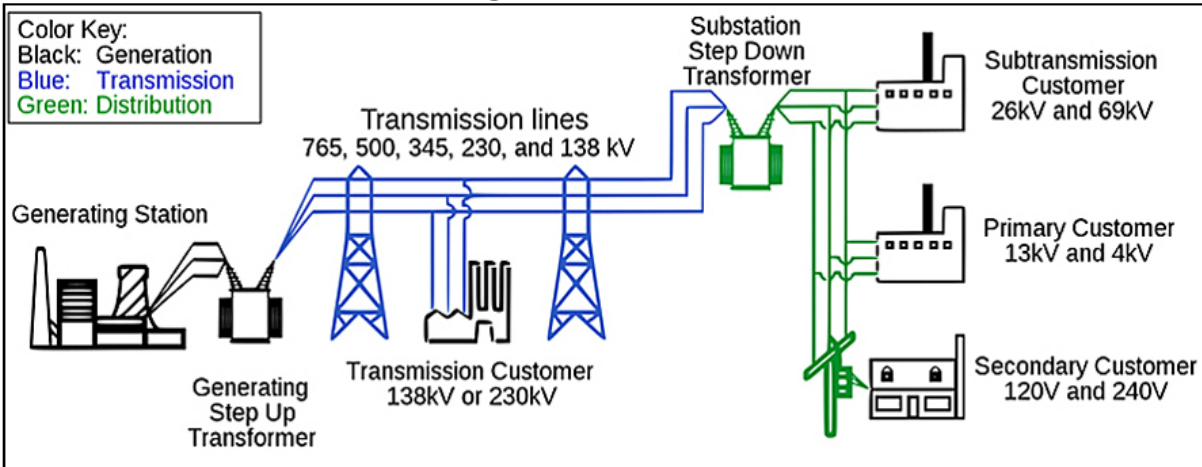 Color Key:
Black: Generation
Blue: Transmission
Green: Distribution
Substation
Step Down
Transformer
Subtransmission
Customer
26kV and 69kV
Transmission lines
765, 500, 345, 230, and 138 kV
Generating Station
Primary Customer
13kV and 4kV
Transmission Customer
138kV or 230kV
Generating
Step Up
Transformer
Secondary Customer
120V and 240V